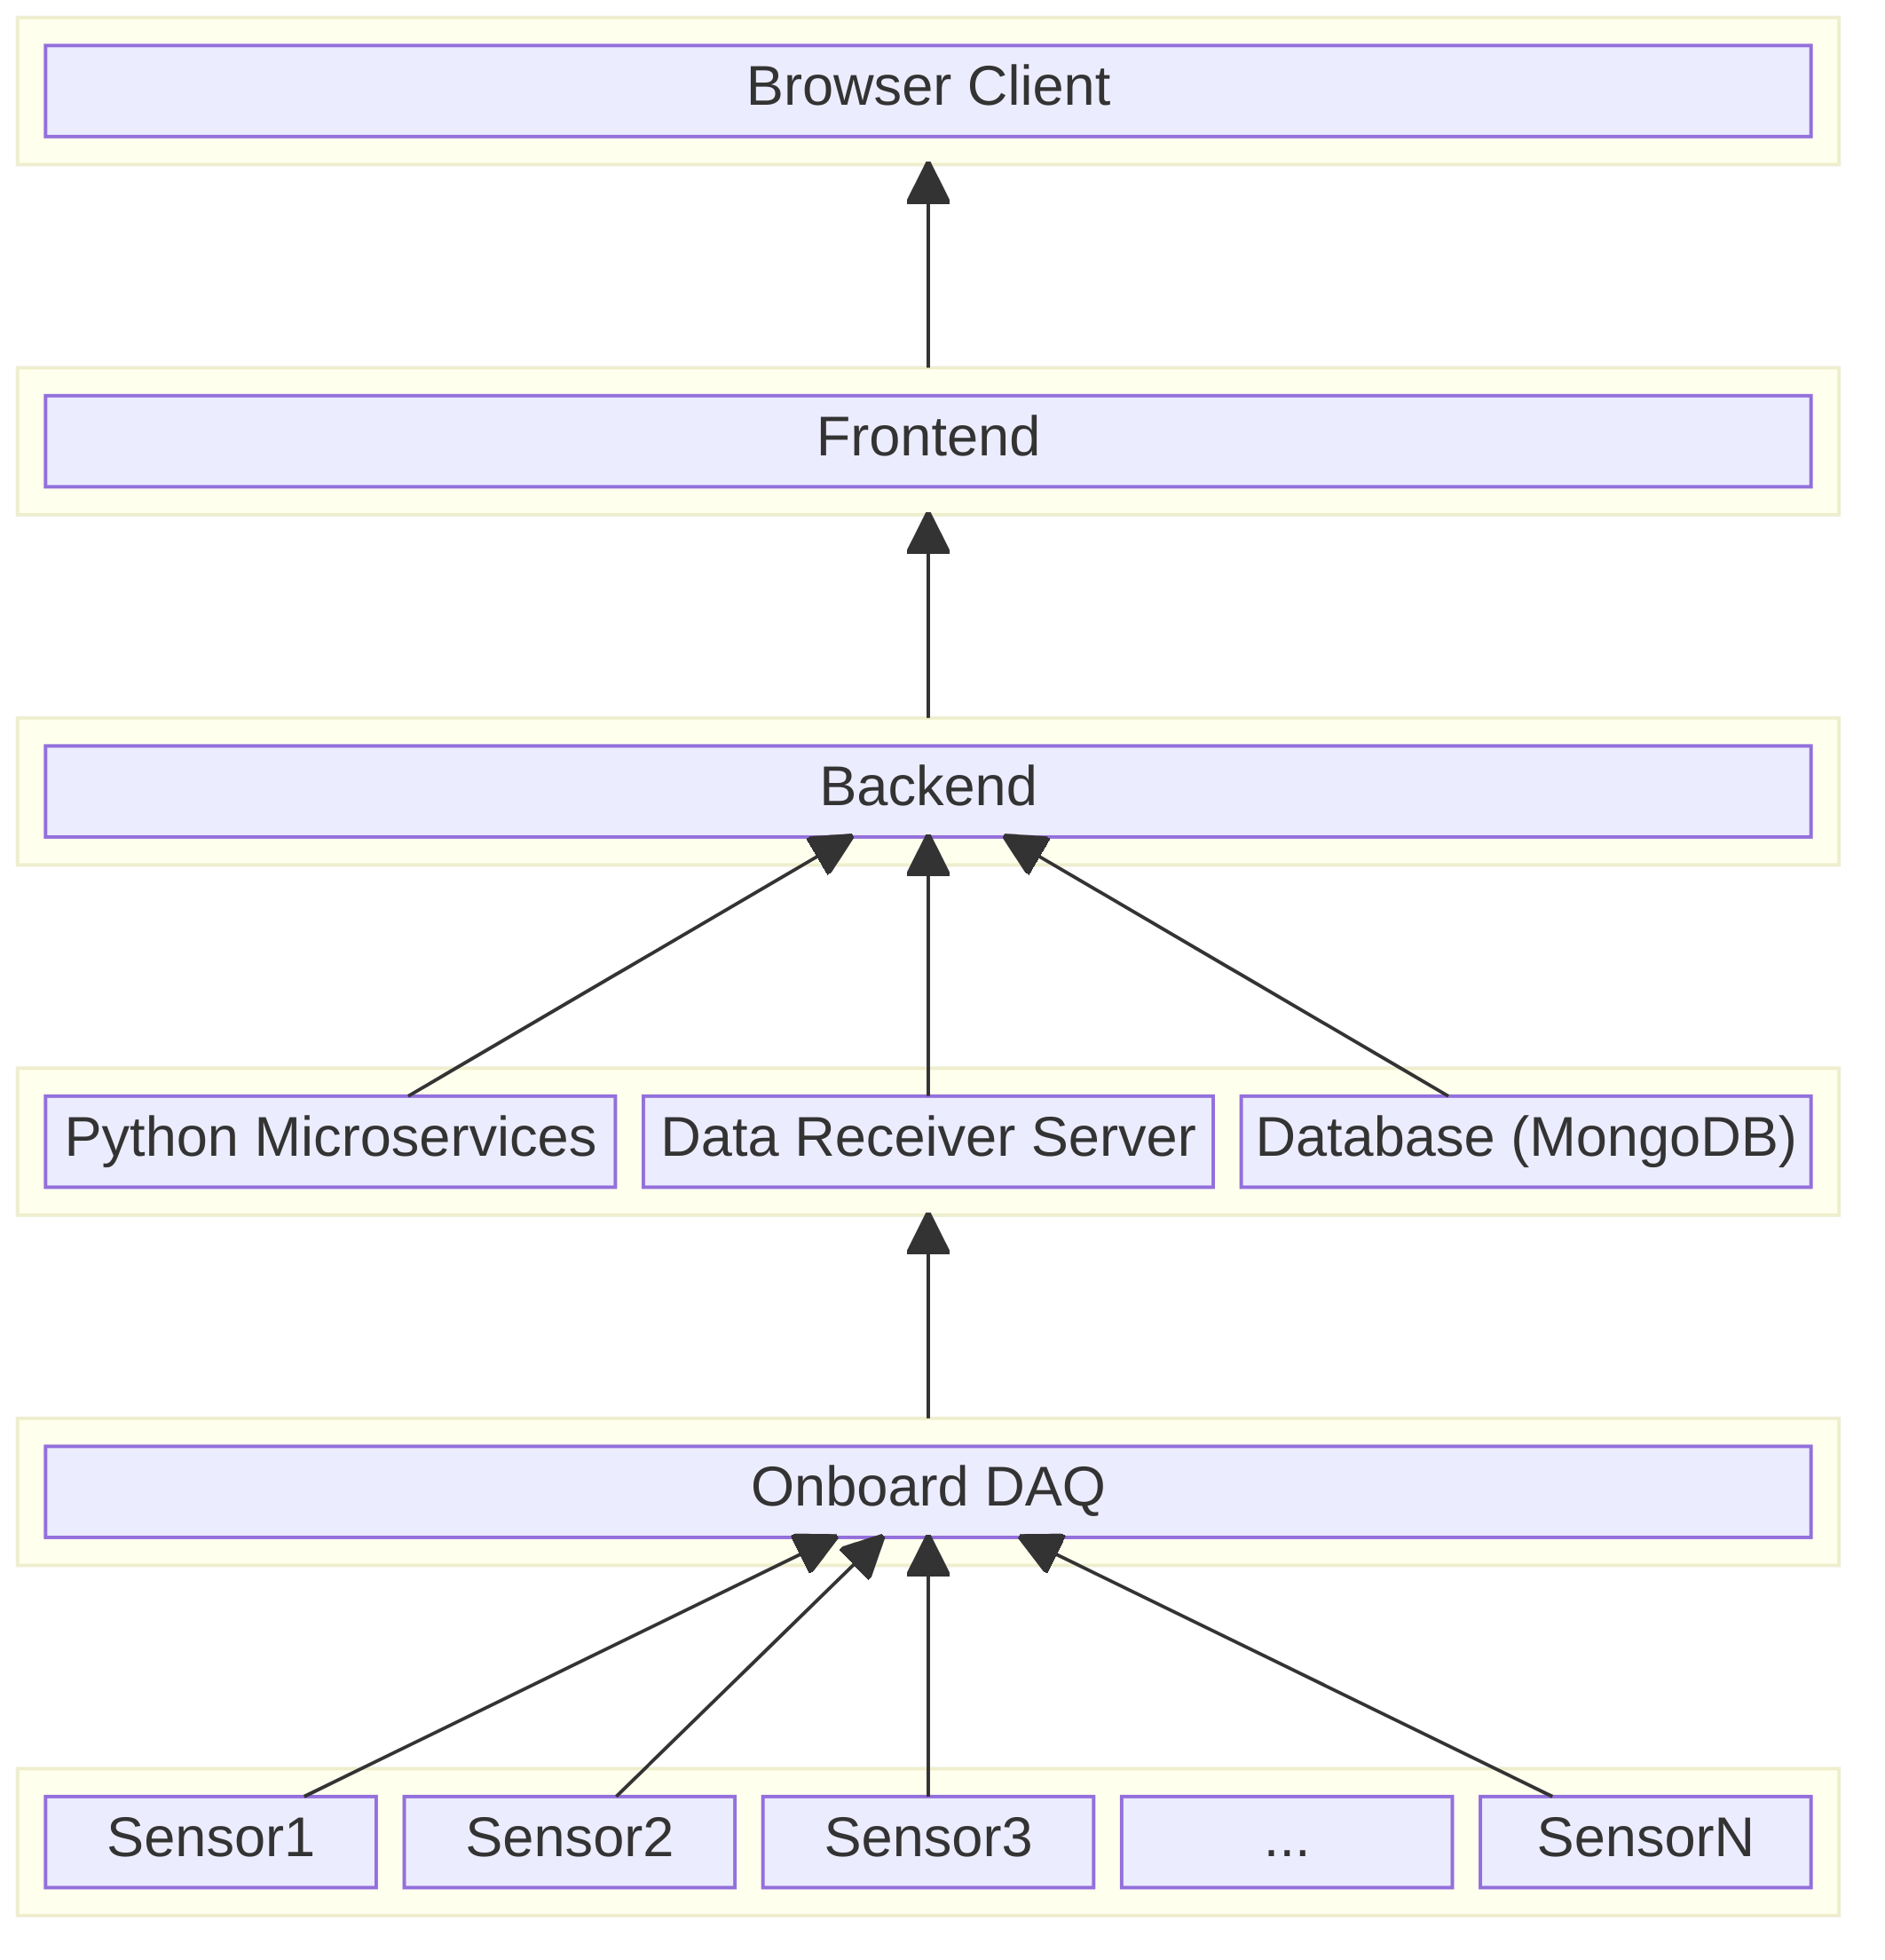 Browser Client
Frontend
Backend
Python Microservices
Data Receiver Server
Database (MongoDB)
Onboard DAQ
Sensor1
Sensor2
Sensor3
...
SensorN